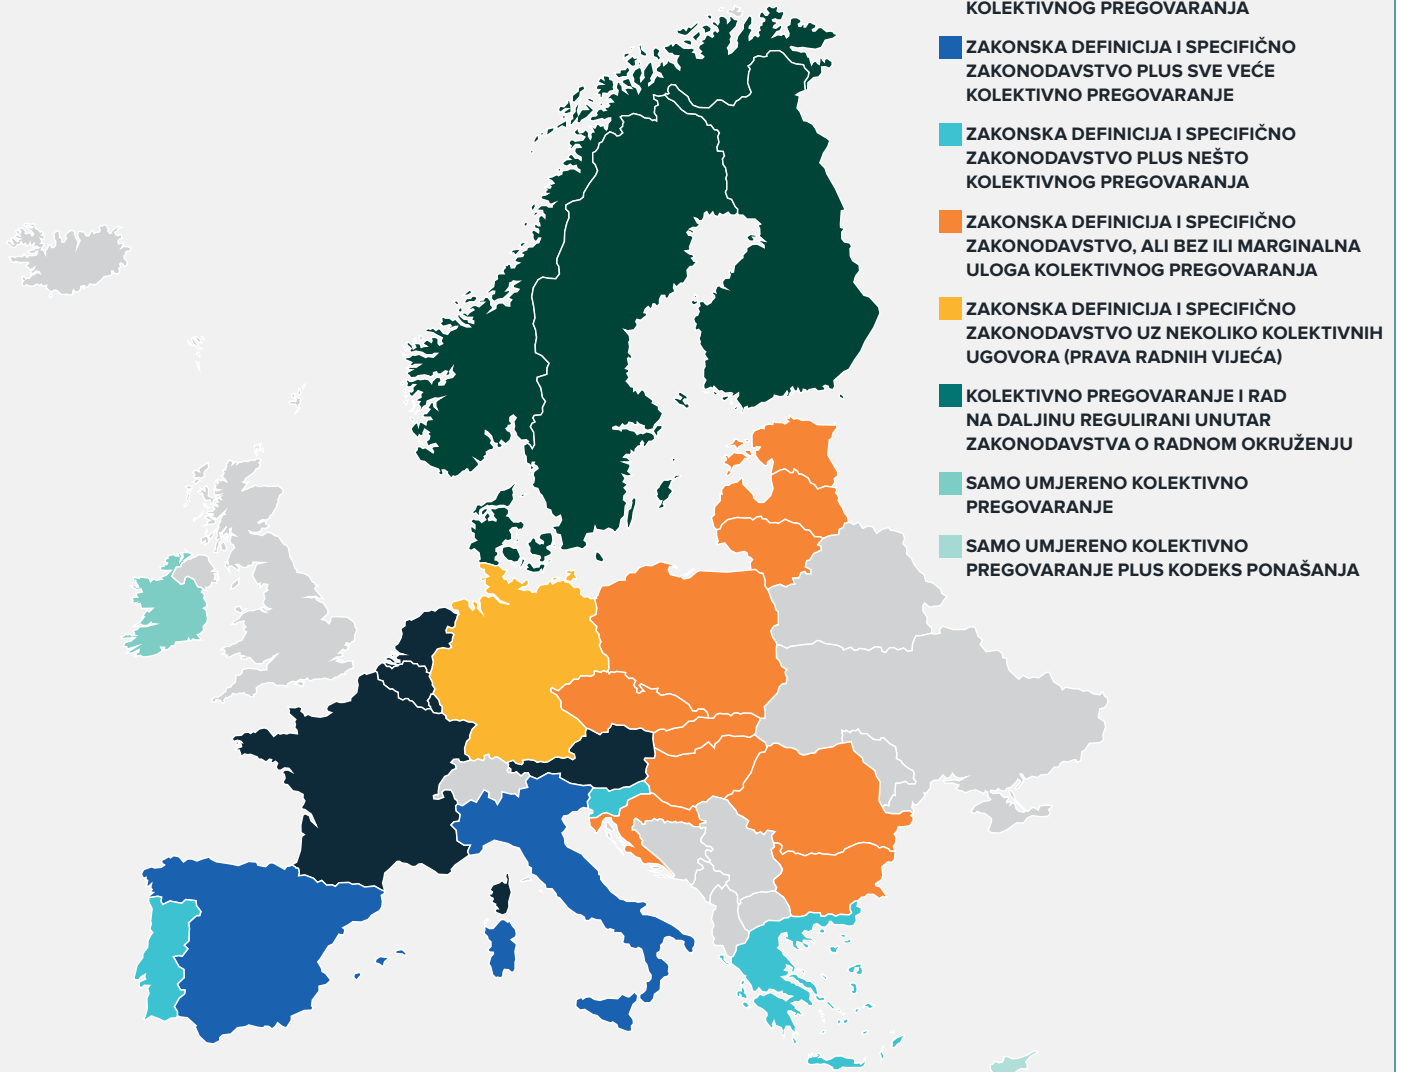 KOLEKTIVNOG PREGOVARANJA
ZAKONSKA DEFINICIJA I SPECIFIČNO
ZAKONODAVSTVO PLUS SVE VEĆE
KOLEKTIVNO PREGOVARANJE
ZAKONSKA DEFINICIJA I SPECIFIČNO
ZAKONODAVSTVO PLUS NEŠTO
KOLEKTIVNOG PREGOVARANJA
ZAKONSKA DEFINICIJA I SPECIFIČNO
ZAKONODAVSTVO, ALI BEZ ILI MARGINALNA
ULOGA KOLEKTIVNOG PREGOVARANJA
ZAKONSKA DEFINICIJA I SPECIFIČNO
ZAKONODAVSTVO UZ NEKOLIKO KOLEKTIVNIH
UGOVORA (PRAVA RADNIH VIJEĆA)
KOLEKTIVNO PREGOVARANJE I RAD
NA DALJINU REGULIRANI UNUTAR
ZAKONODAVSTVA O RADNOM OKRUŽENJU
SAMO UMJERENO KOLEKTIVNO
PREGOVARANJE
SAMO UMJERENO KOLEKTIVNO
PREGOVARANJE PLUS KODEKS PONAŠANJA